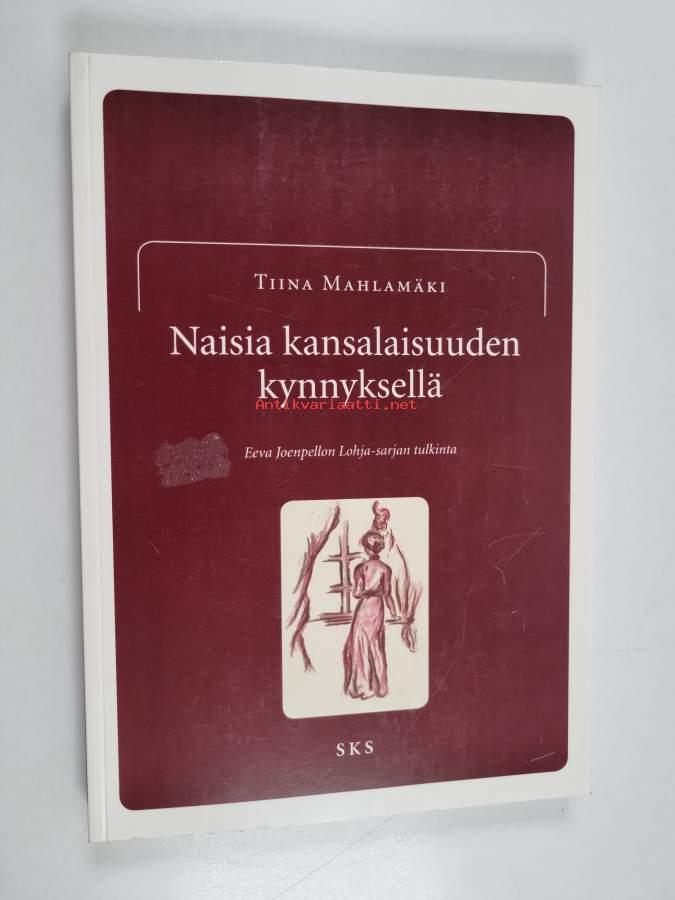 Tiina Mahlamäki
Naisia kansalaisuuden
kynnyksellä
Antikvariaatti.net
Eeva Joenpellon Lohja-sarjan tulkinta
SKS